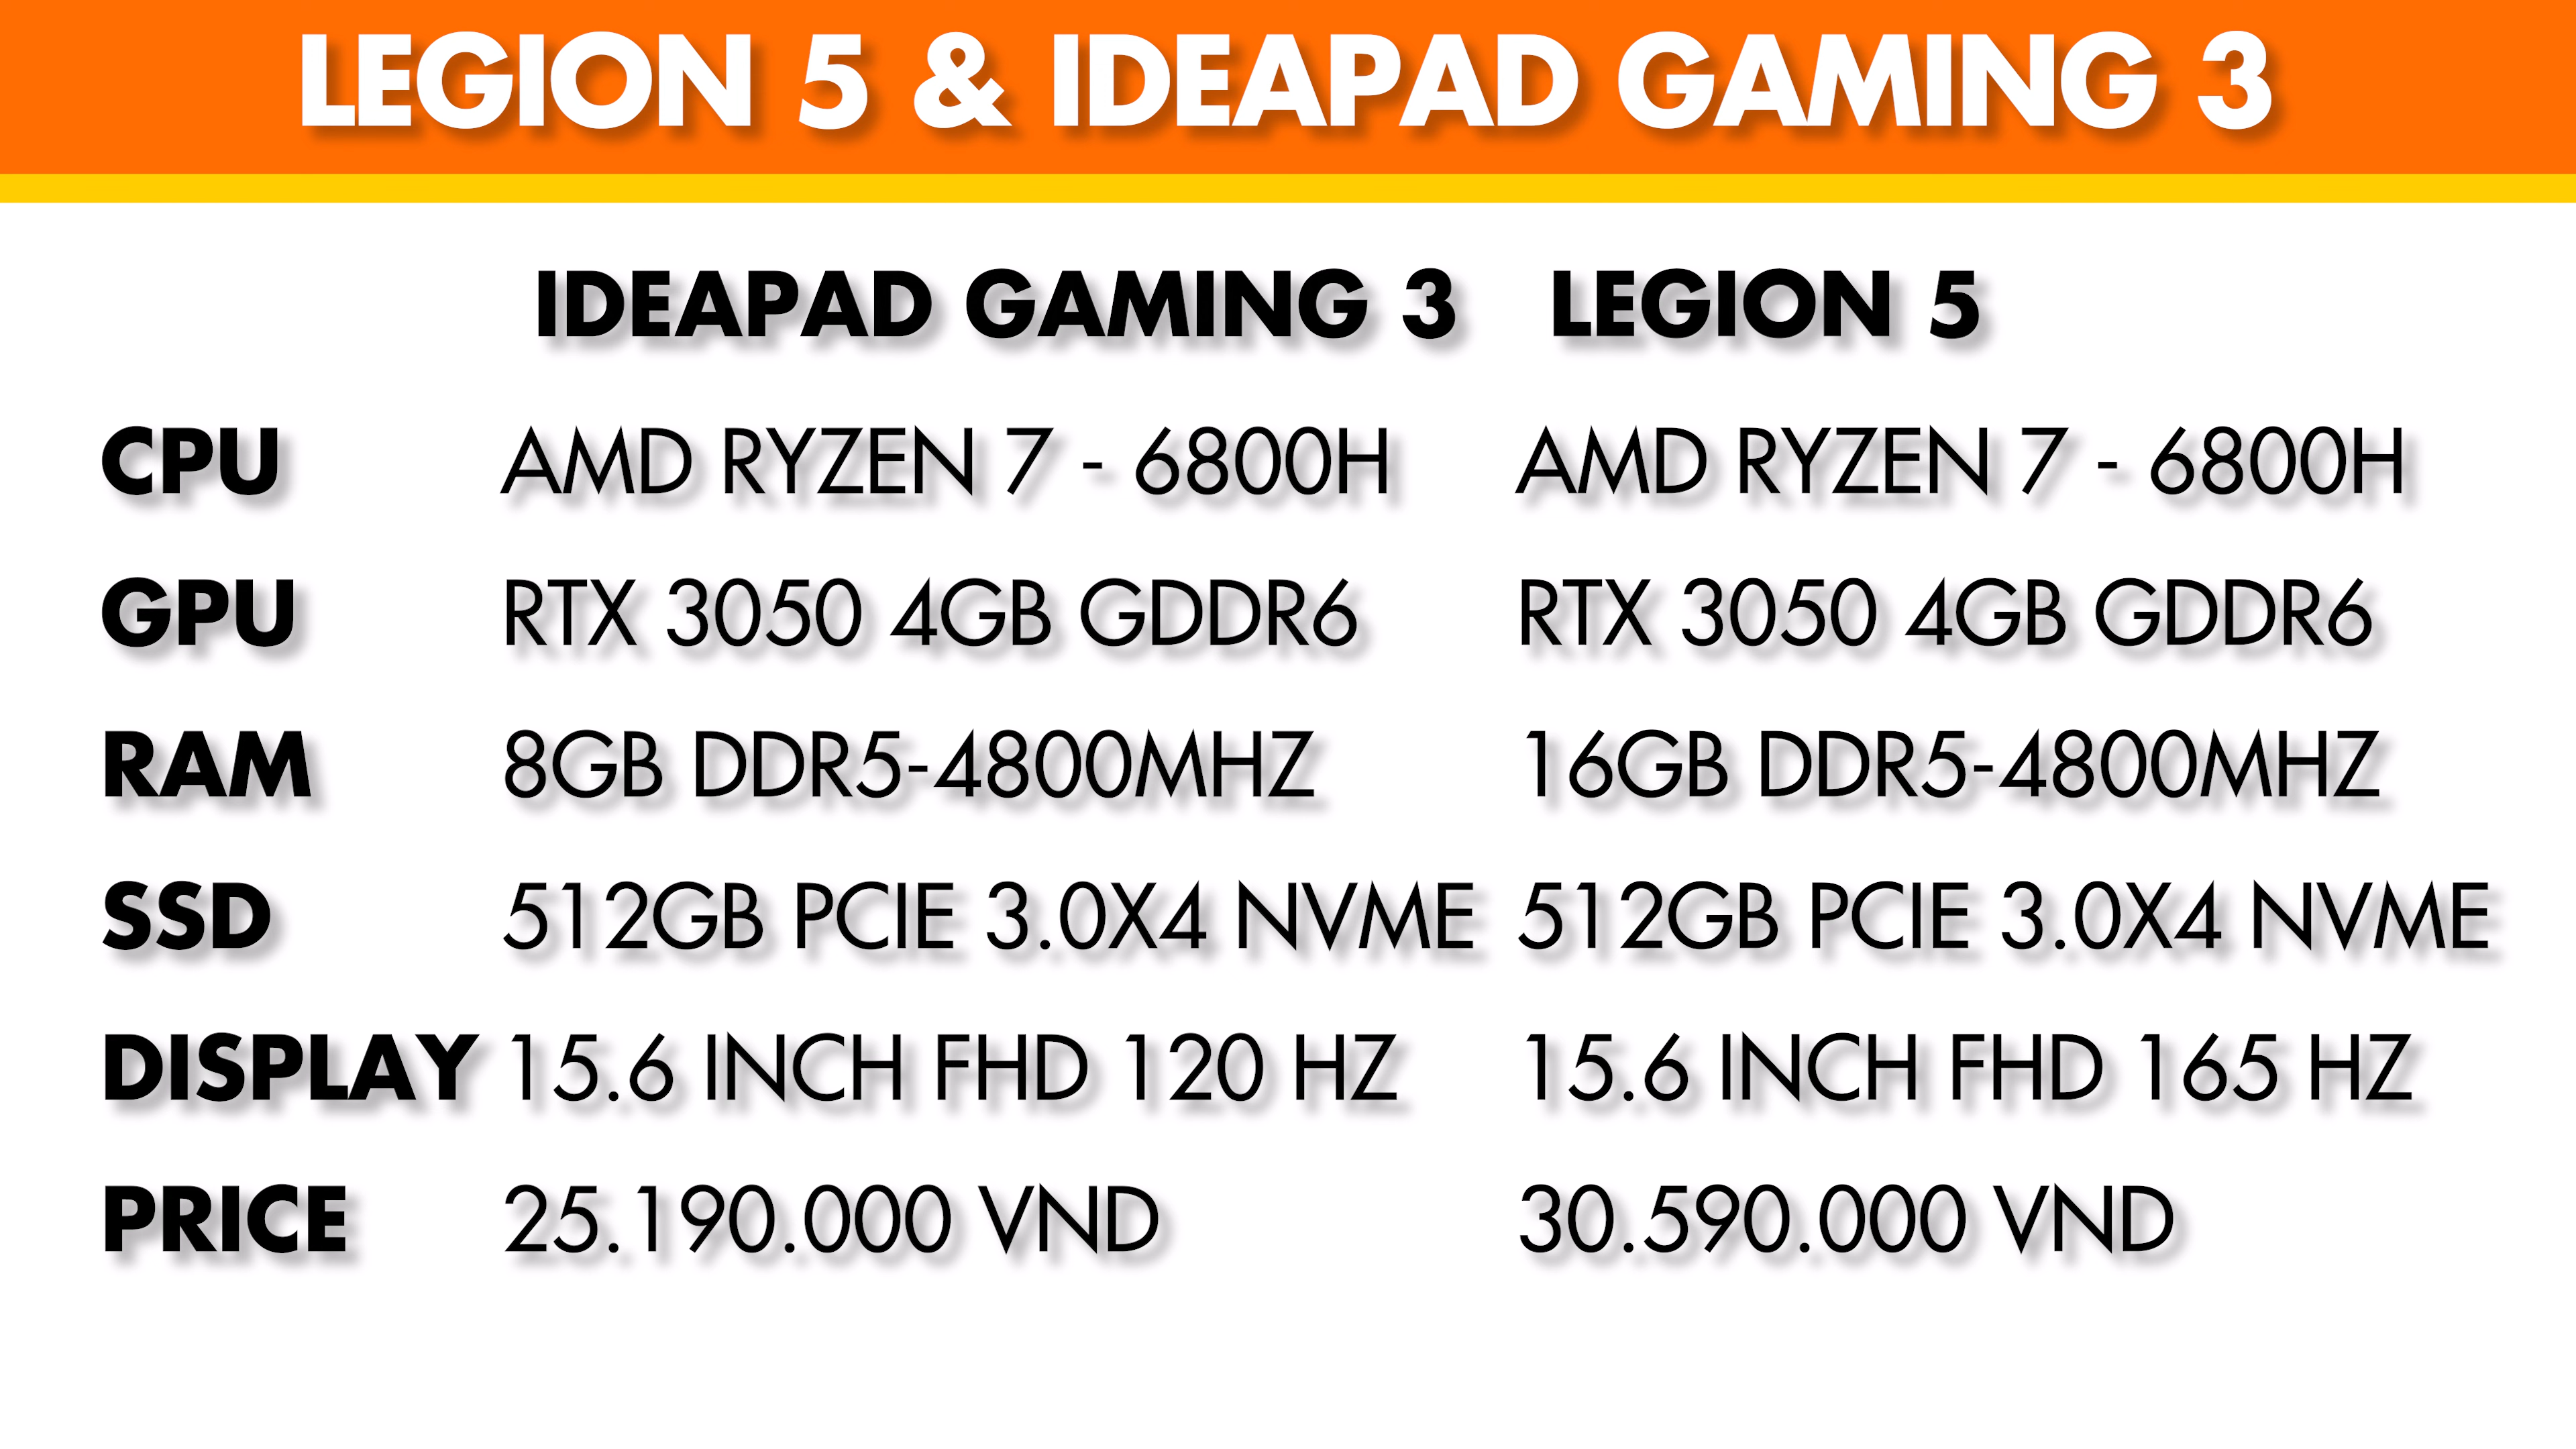 LEGION 5 & IDEAPAD GAMING 3
IDEAPAD GAMING 3 LEGION 5
CPU AMD RYZEN 7 - 6800H AMD RYZEN 7 - 6800H
GPU RTX 3050 4GB GDDR6 RTX 3050 4GB GDDR6
RAM 8GB DDR5-4800MHZ 16GB DDR5-4800MHZ
SSD 512GB PCIE 3.0X4 NVME 512GB PCIE 3.0X4 NVME
DISPLAY 15.6 INCH FHD 120 HZ 15.6 INCH FHD 165 HZ
PRICE 25.190.000 VND 30.590.000 VND